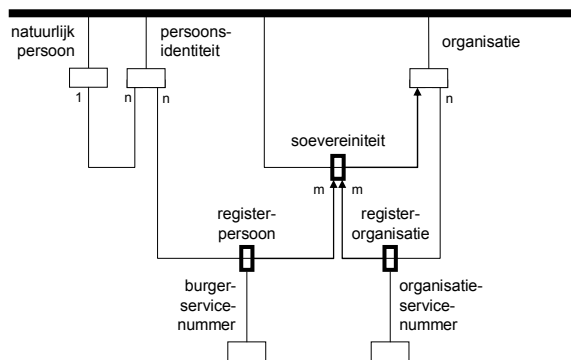 natuurlijk
persoon
persoons-
identiteit
organisatie
1
n
n
n
soevereiniteit
m
m
register-
persoon
register-
organisatie
burger-
service-
nummer
organisatie-
service-
nummer